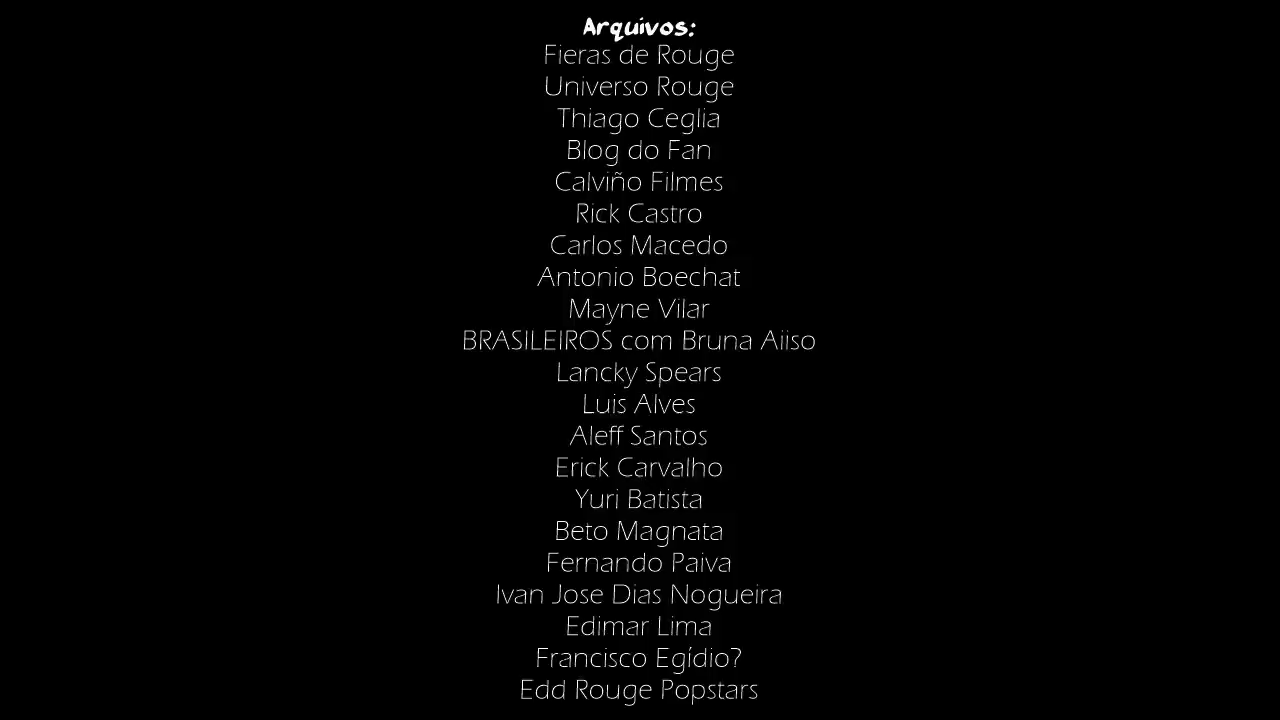 Arquivos:
Fieras de Rouge
Universo Rouge
Thiago Ceglia
Blog do Fan
Calviño Filmes
Rick Castro
Carlos Macedo
Antonio Boechat
Mayne Vilar
BRASILEIROS com Bruna Aiiso
Lancky Spears
Luis Alves
Aleff Santos
Erick Carvalho
Yuri Batista
Beto Magnata
Fernando Paiva
Ivan Jose Dias Nogueira
Edimar Lima
Francisco Egídio?
Edd Rouge Popstars